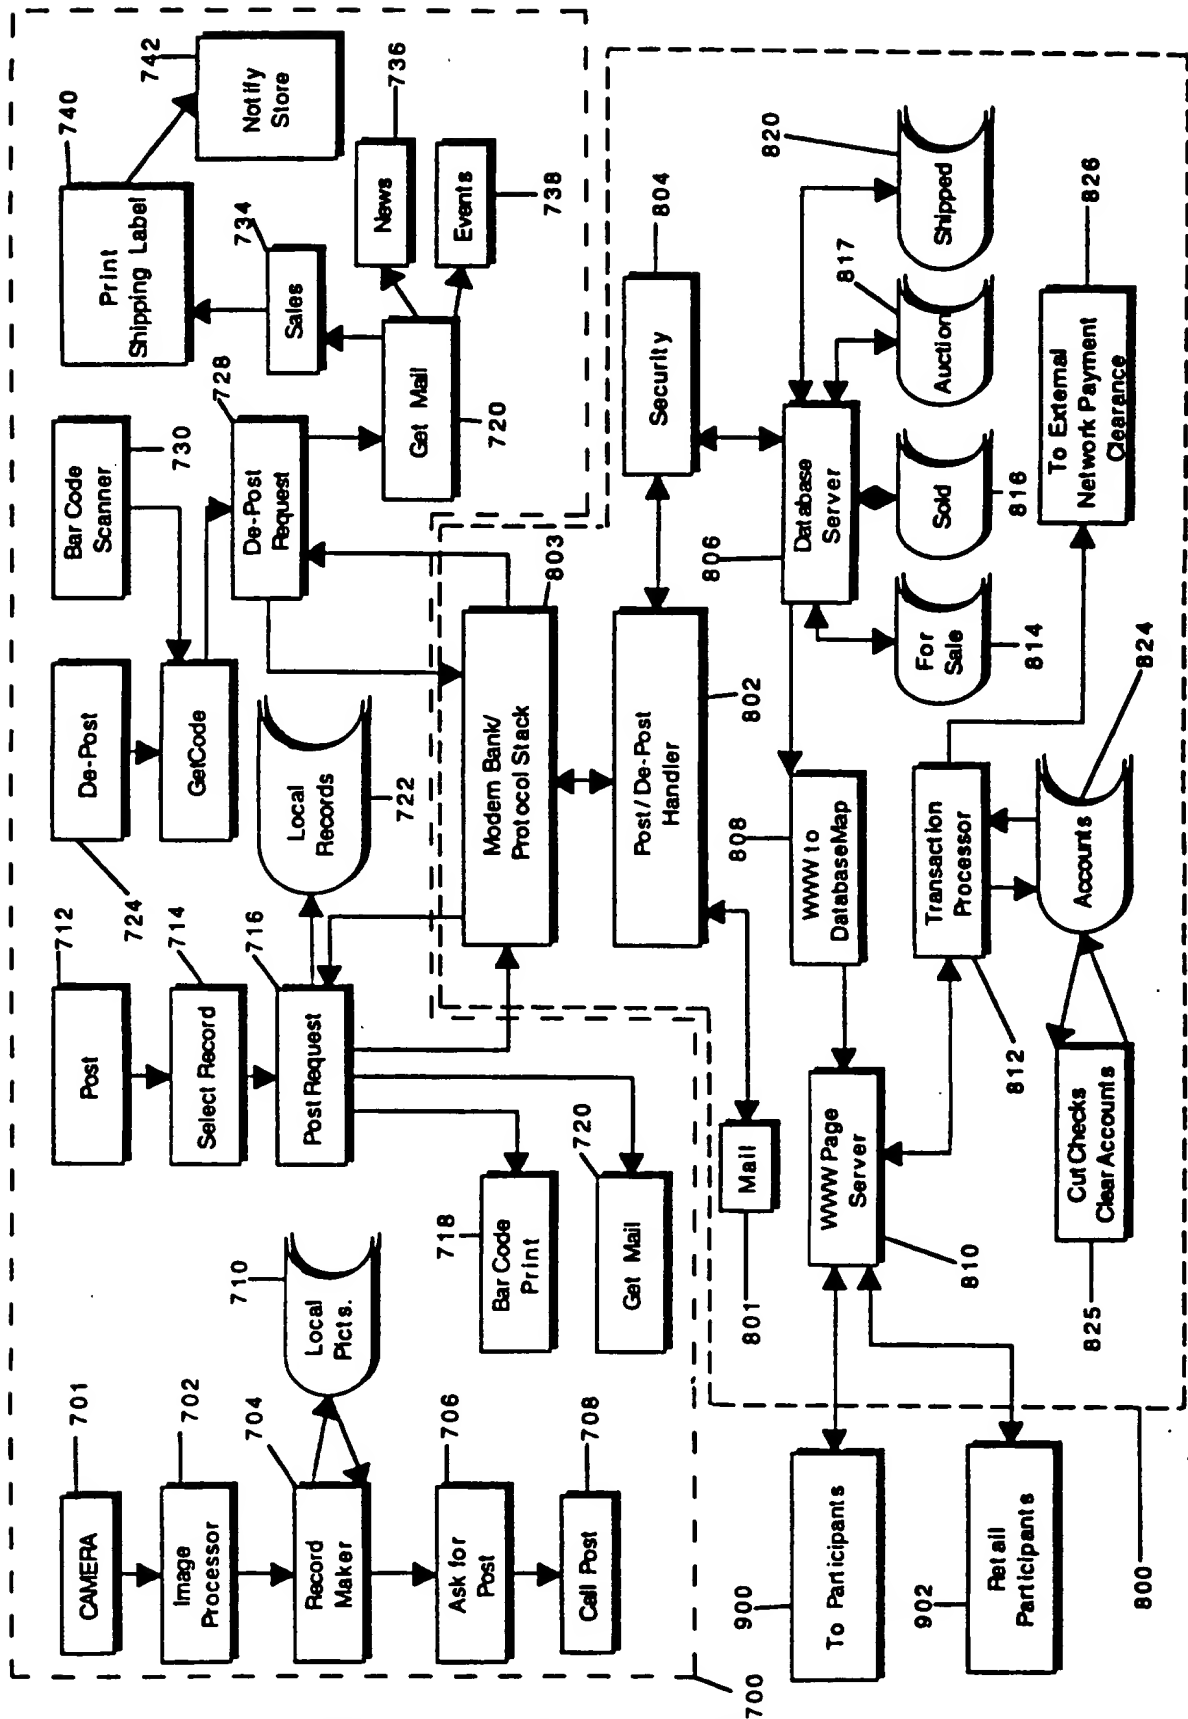 CAMERA
701
Image
Processor
702
Record
Maker
704
Local
Picts.
710
Ask for
Post
706
Call Post
708
Post
712
Select Record
714
Post Request
716
Bar Code
Print
718
Get Mail
720
Local
Records
722
De-Post
724
GetCode
Bar Code
Scanner
730
De-Post
Request
728
Get Mail
720
Sales
734
Print
Shipping Label
740
Notify
Store
742
News
736
Events
738
700
Modem Bank/
Protocol Stack
803
Post/De-Post
Handler
802
Security
804
Mail
801
Database
Server
806
WWW to
DatabaseMap
808
WWW Page
Server
810
For
Sale
814
Sold
816
Auction
817
Shipped
820
Transaction
Processor
812
Accounts
824
Cut Checks
Clear Accounts
825
To External
Network Payment
Clearance
826
To Participants
900
Retail
Participants
902
800